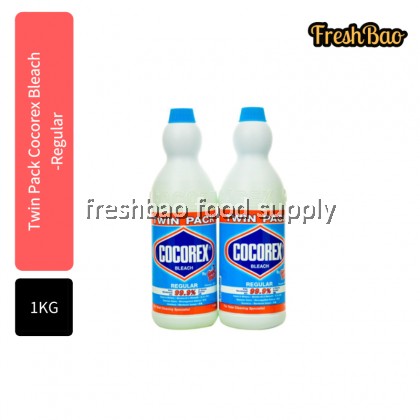 FreshBao
Twin Pack Cocorex Bleach
-Regular
1KG
freshbao food supply
TWIN PACK
TWIN PACK
COCOREX
BLEACH
REGULAR
99.9%
COCOREX
BLEACH
REGULAR
99.9%